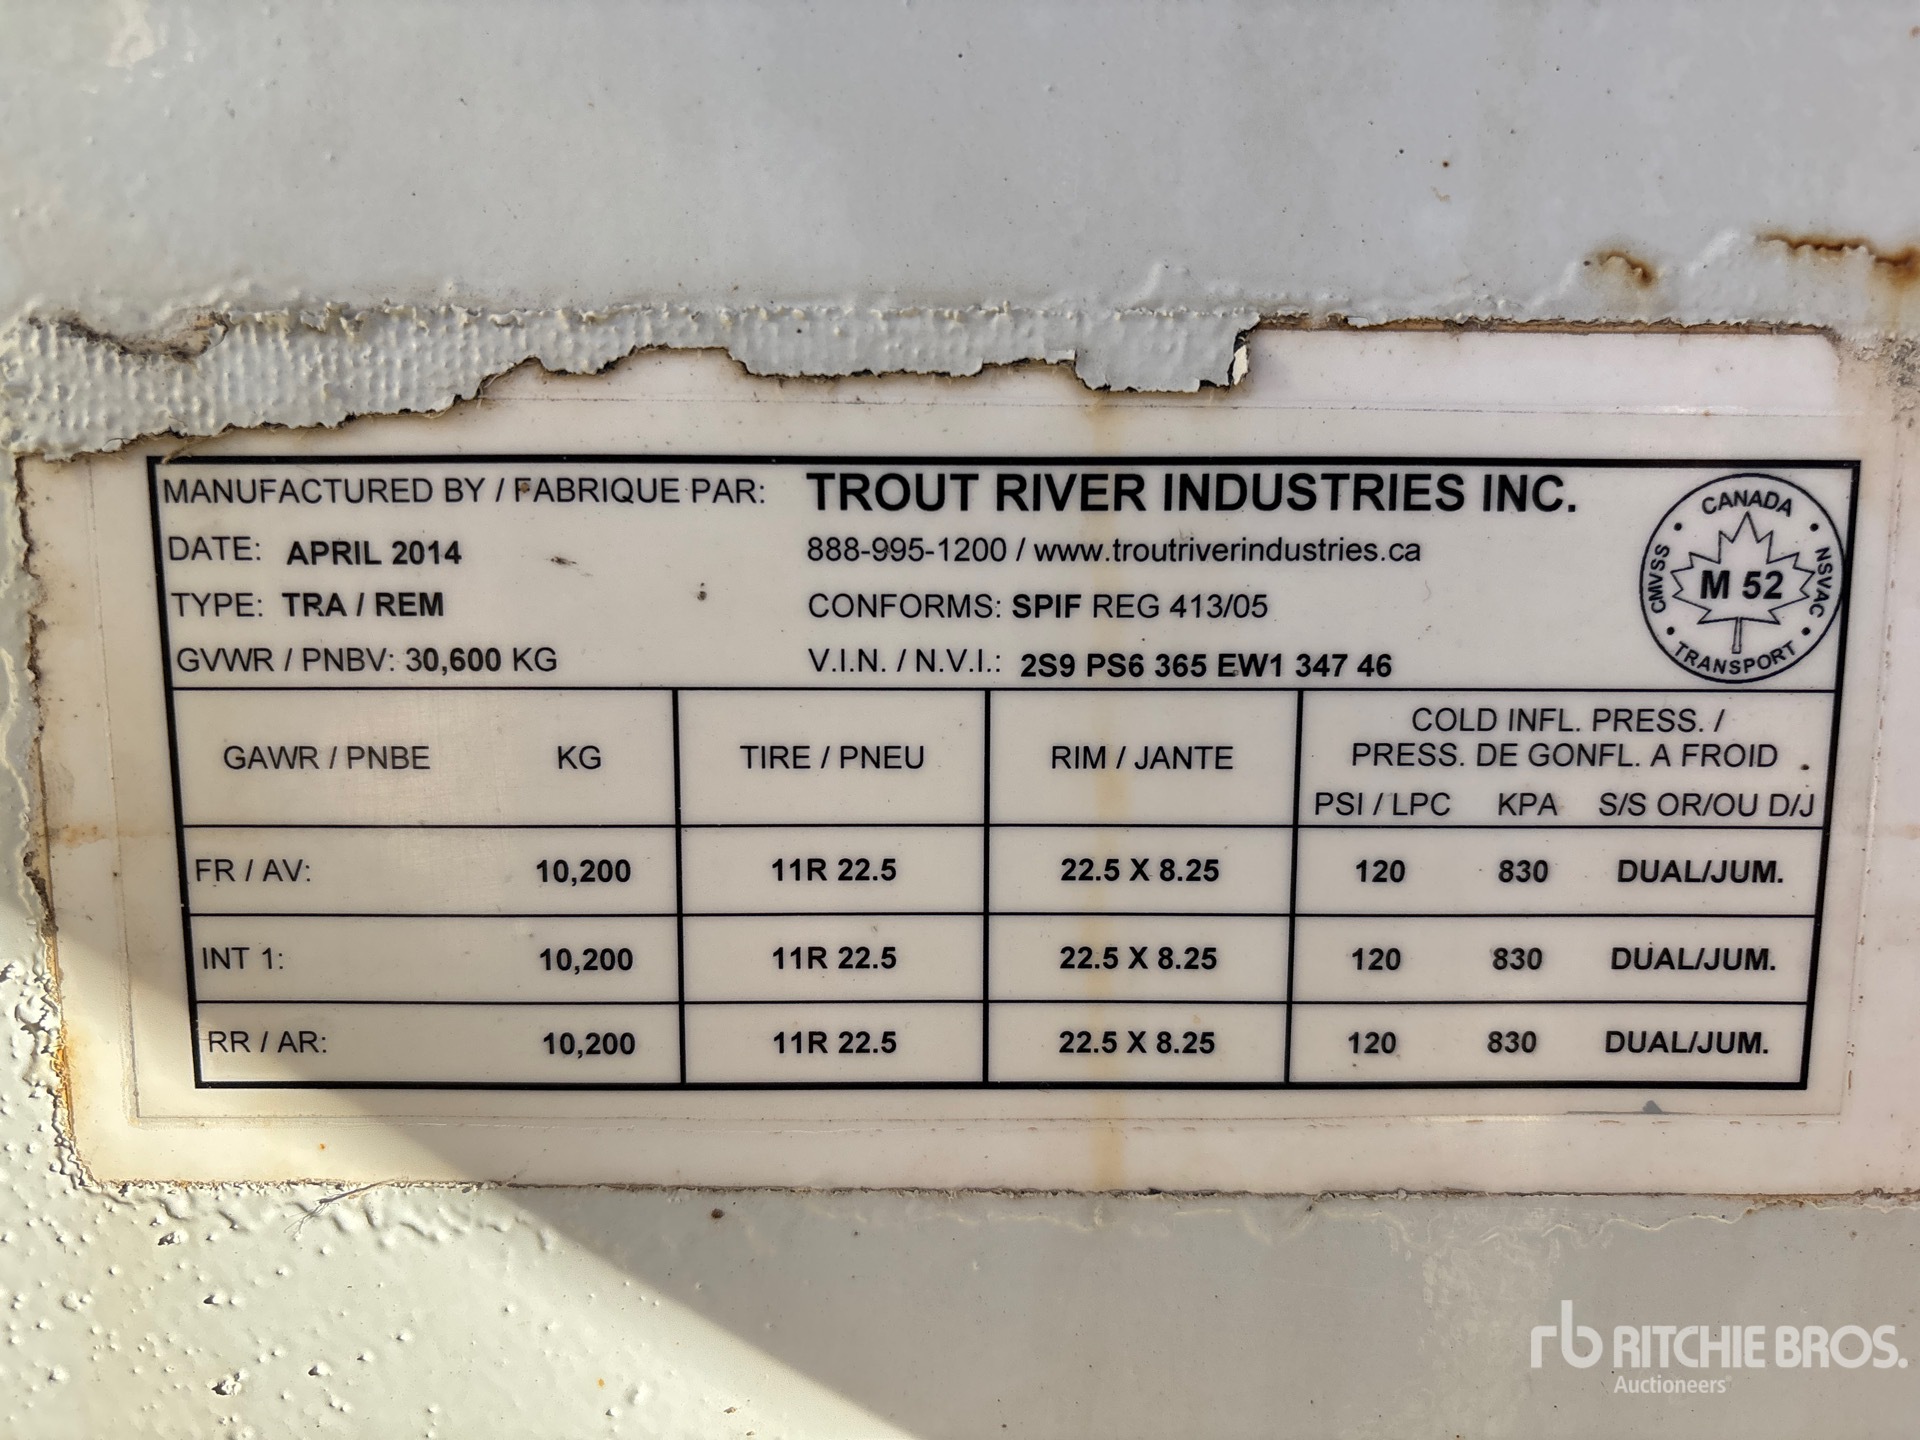 MANUFACTURED BY / FABRIQUE PAR: TROUT RIVER INDUSTRIES INC.
DATE: APRIL 2014 888-995-1200 / www.troutriverindustries.ca
TYPE: TRA / REM CONFORMS: SPIF REG 413/05
GVWR / PNBV: 30,600 KG V.I.N. / N.V.I.: 2S9 PS6 365 EW1 347 46
CANADA
CMVSS M 52 NSVAC
TRANSPORT
GAWR / PNBE KG TIRE / PNEU RIM / JANTE COLD INFL. PRESS. /
PRESS. DE GONFL. A FROID
PSI / LPC KPA S/S OR/OU D/J
FR / AV: 10,200 11R 22.5 22.5 X 8.25 120 830 DUAL/JUM.
INT 1: 10,200 11R 22.5 22.5 X 8.25 120 830 DUAL/JUM.
RR / AR: 10,200 11R 22.5 22.5 X 8.25 120 830 DUAL/JUM.
rb RITCHIE BROS.
Auctioneers